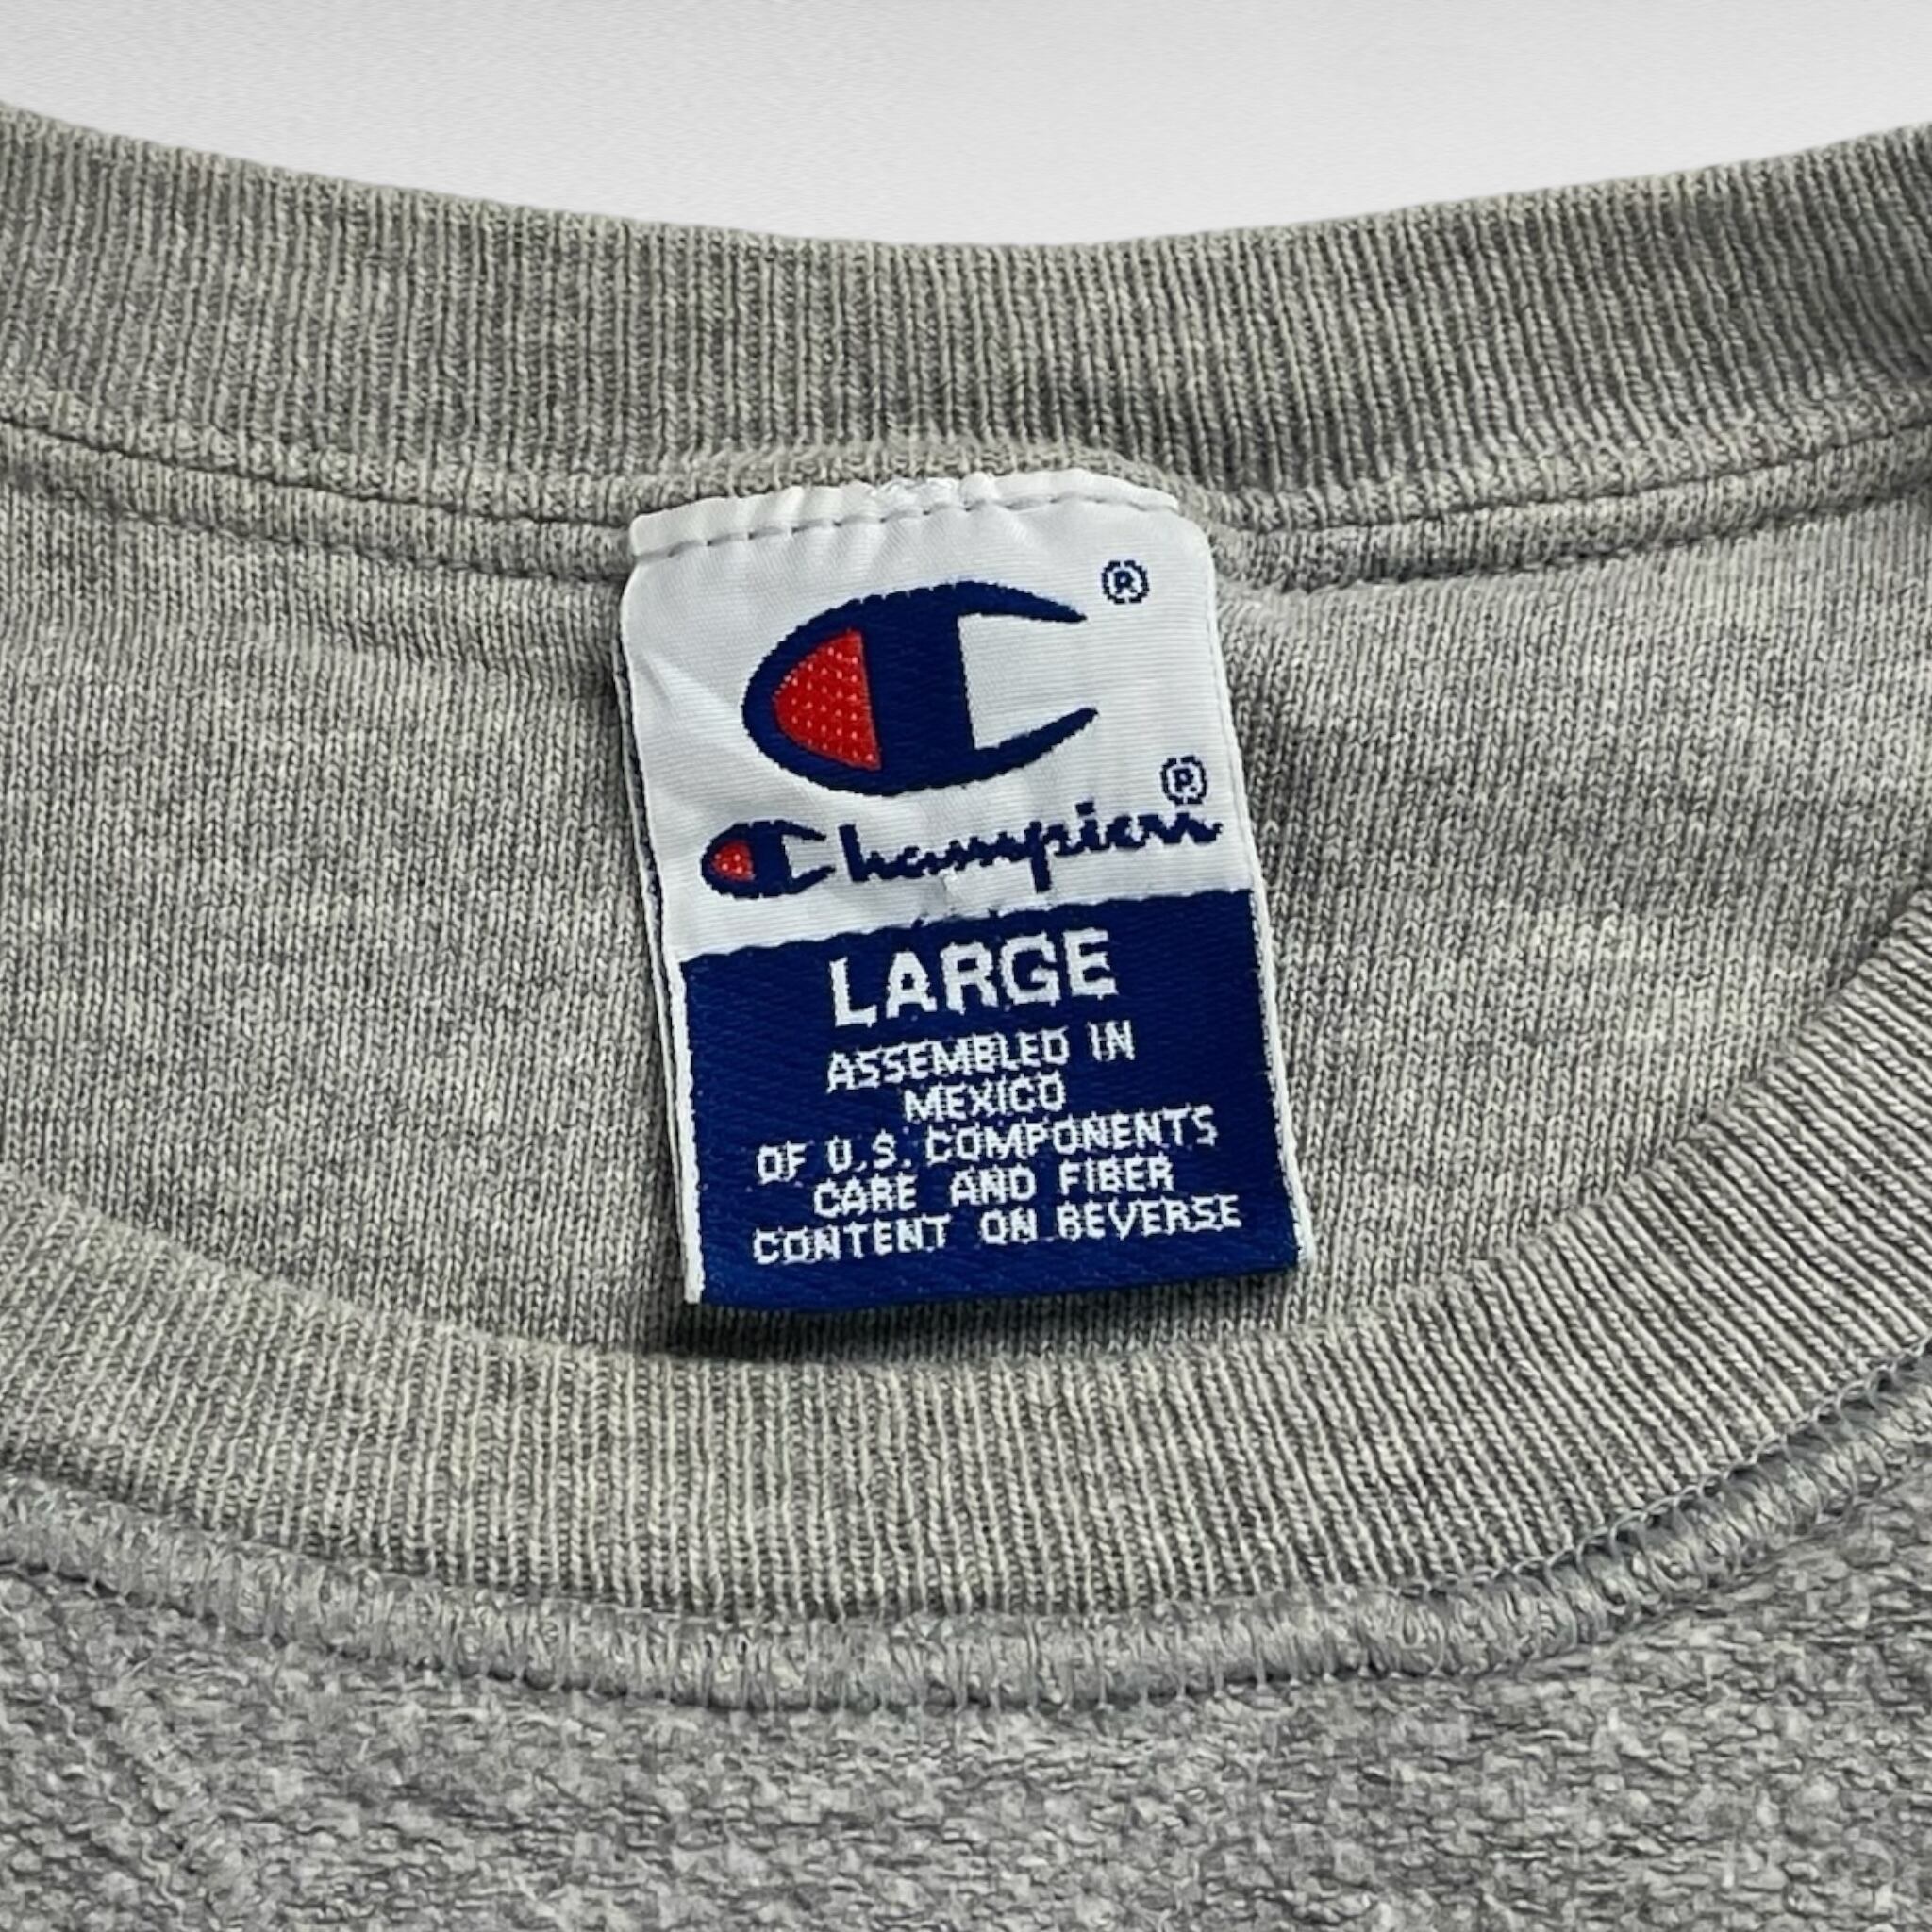 ®
Champion®
LARGE
ASSEMBLED IN
MEXICO
OF U.S. COMPONENTS
CARE AND FIBER
CONTENT ON REVERSE